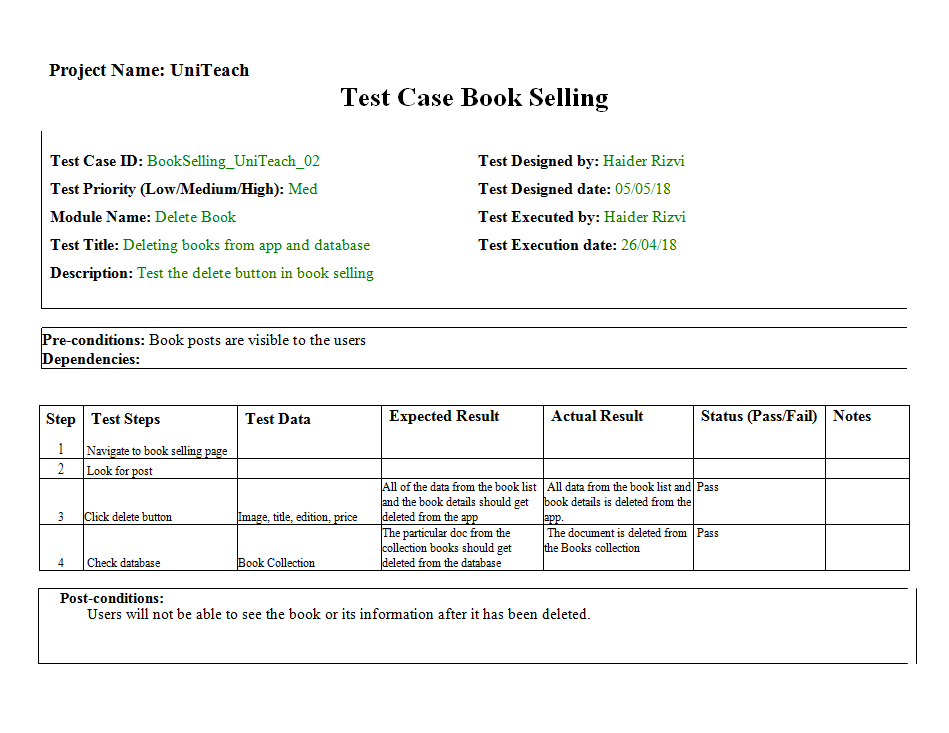 Project Name: UniTeach
Test Case Book Selling
Test Case ID: BookSelling_UniTeach_02
Test Designed by: Haider Rizvi
Test Priority (Low/Medium/High): Med
Test Designed date: 05/05/18
Module Name: Delete Book
Test Executed by: Haider Rizvi
Test Title: Deleting books from app and database
Test Execution date: 26/04/18
Description: Test the delete button in book selling
Pre-conditions: Book posts are visible to the users
Dependencies:
Step Test Steps Test Data Expected Result Actual Result Status (Pass/Fail) Notes
1 Navigate to book selling page
2 Look for post
3 Click delete button
Image, title, edition, price
All of the data from the book list
and the book details should get
deleted from the app
All data from the book list and
book details is deleted from the
app.
Pass
4 Check database
Book Collection
The particular doc from the
collection books should get
deleted from the database
The document is deleted from
the Books collection
Pass
Post-conditions:
Users will not be able to see the book or its information after it has been deleted.